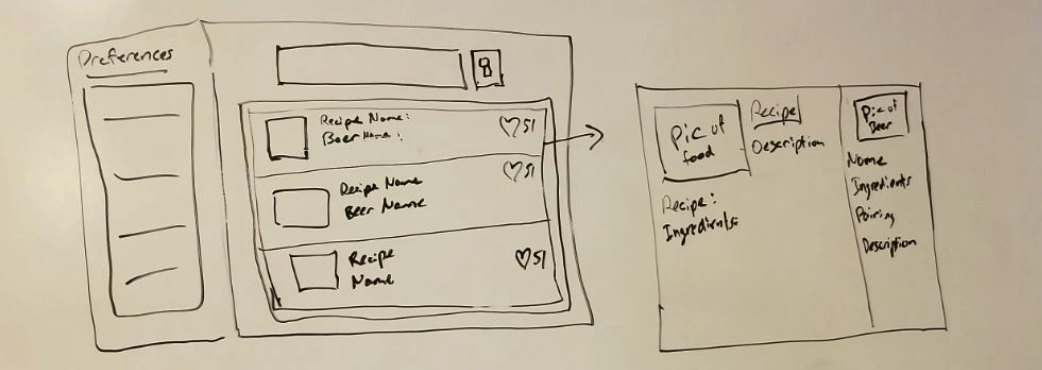 Preferences
8
Recipe Name:
Beer Name:
♡51
Recipe Name
Beer Name
♡51
Recipe
Name
♡51
Pic of
food
Recipe
Description
Recipe:
Ingredients:
Pic of
Beer
Name
Ingredients
Pairing
Description